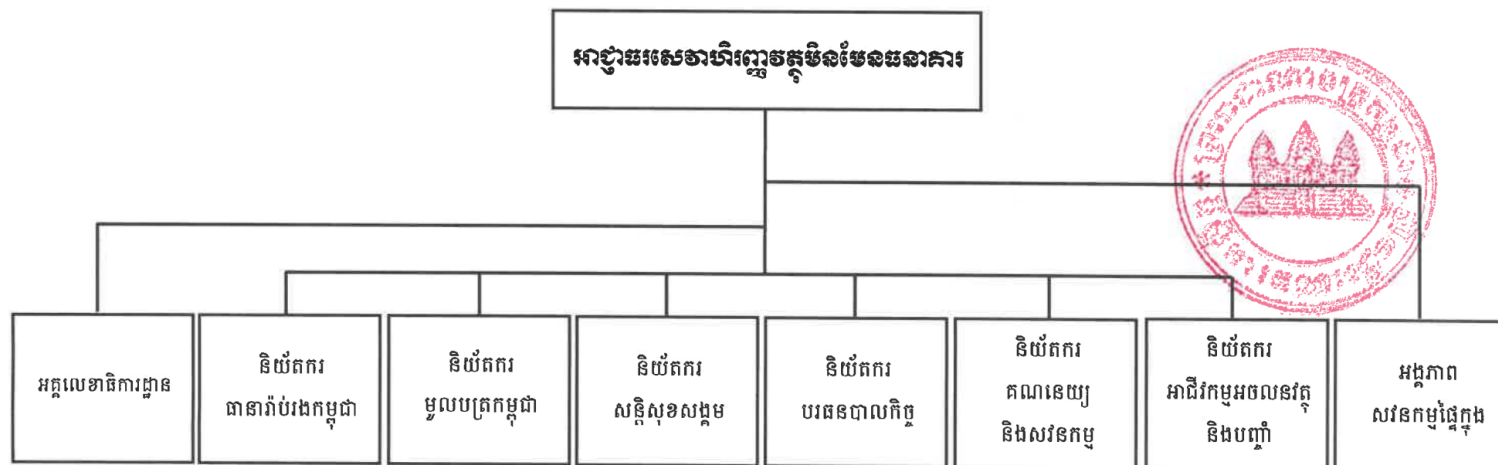 អាជ្ញាធរសេវាហិរញ្ញវត្ថុមិនមែនធនាគារ
អគ្គលេខាធិការដ្ឋាន
និយ័តករ
ធានារ៉ាប់រងកម្ពុជា
និយ័តករ
មូលបត្រកម្ពុជា
និយ័តករ
សន្តិសុខសង្គម
និយ័តករ
បរធនបាលកិច្ច
និយ័តករ
គណនេយ្យ
និងសវនកម្ម
និយ័តករ
អាជីវកម្មអចលនវត្ថុ
និងបញ្ចាំ
អង្គភាព
សវនកម្មផ្ទៃក្នុង